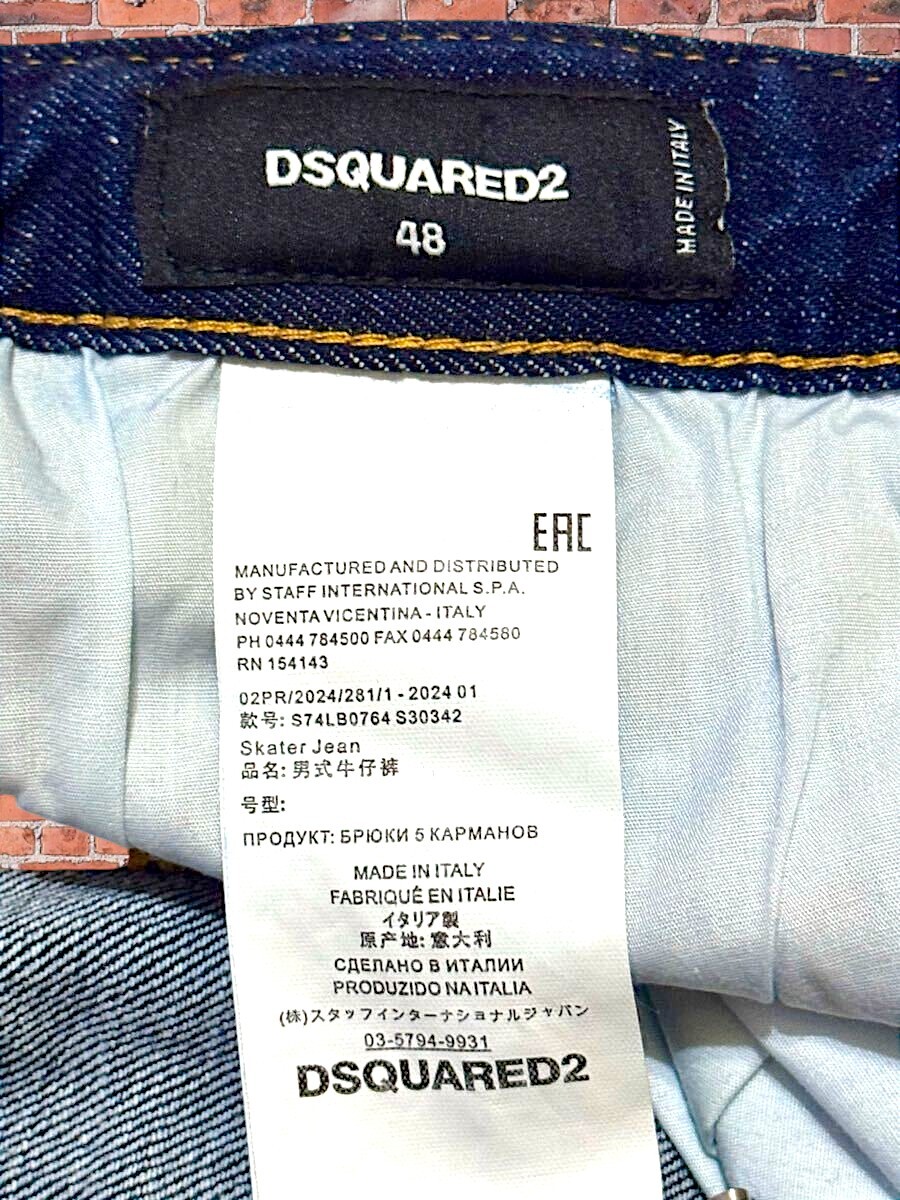 DSQUARED2
48
MADE IN ITALY
EAC
MANUFACTURED AND DISTRIBUTED
BY STAFF INTERNATIONAL S.P.A.
NOVENTA VICENTINA - ITALY
PH 0444 784500 FAX 0444 784580
RN 154143
02PR/2024/281/1 - 2024 01
款号: S74LB0764 S30342
Skater Jean
品名: 男式牛仔裤
号型:
ПРОДУКТ: БРЮКИ 5 КАРМАНОВ
MADE IN ITALY
FABRIQUÉ EN ITALIE
イタリア製
原产地: 意大利
СДЕЛАНО В ИТАЛИИ
PRODUZIDO NA ITALIA
(株)スタッフインターナショナルジャパン
03-5794-9931
DSQUARED2